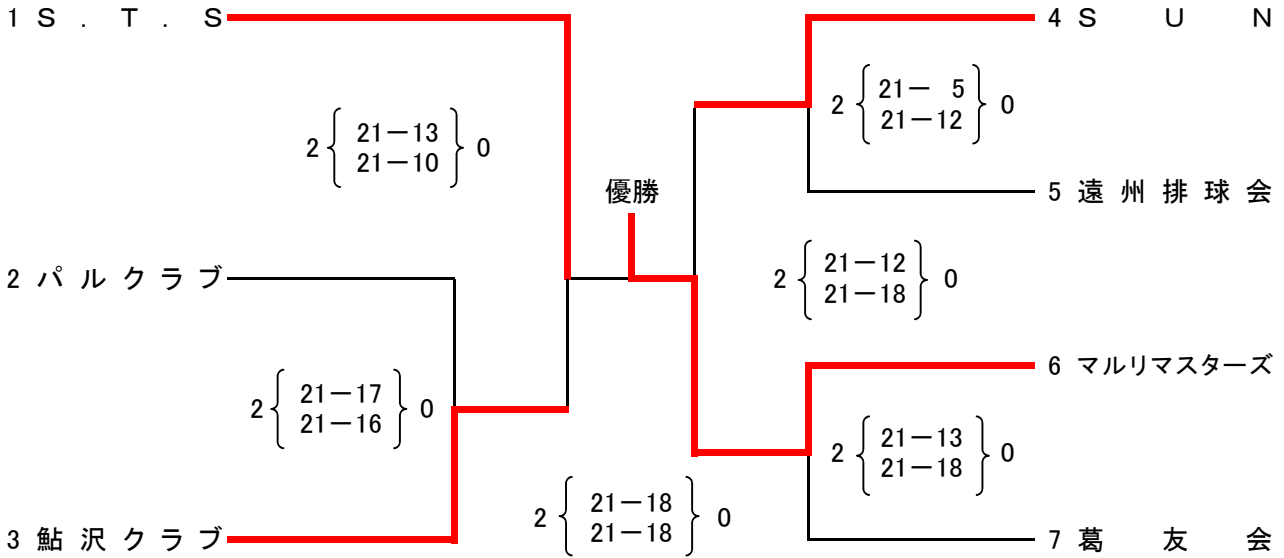 1 S . T . S
2 { 21-13 21-10 } 0
2 パルクラブ
2 { 21-17 21-16 } 0
3 鮎沢クラブ
優勝
2 { 21-18 21-18 } 0
4 S U N
2 { 21- 5 21-12 } 0
5 遠州排球会
2 { 21-12 21-18 } 0
6 マルリマスターズ
2 { 21-13 21-18 } 0
7 葛友会